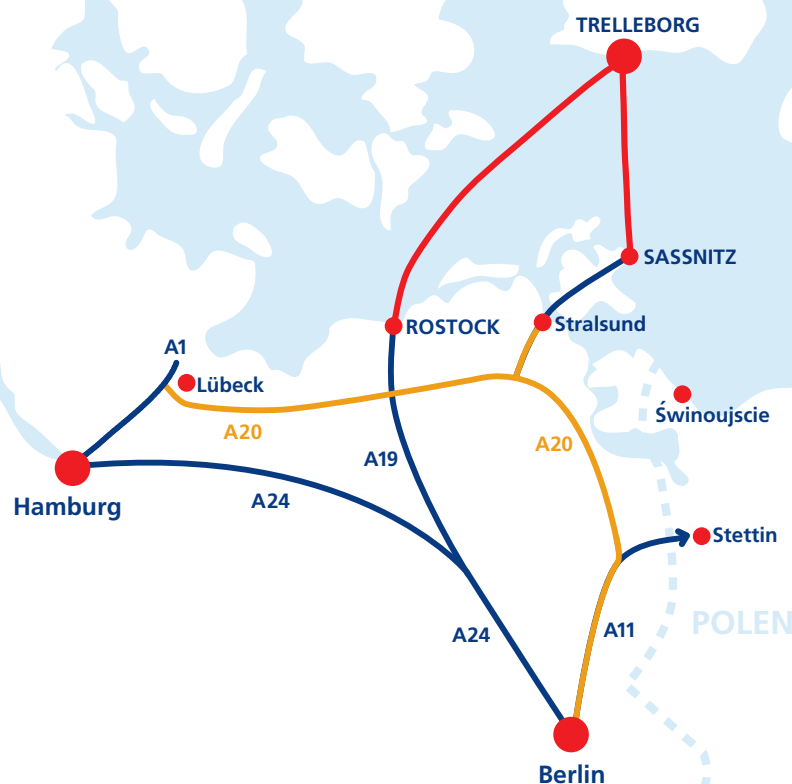 TRELLEBORG
SASSNITZ
ROSTOCK
Stralsund
A1
Lübeck
Świnoujscie
A20
A20
A19
Hamburg
A24
Stettin
POLEN
A24
A11
Berlin